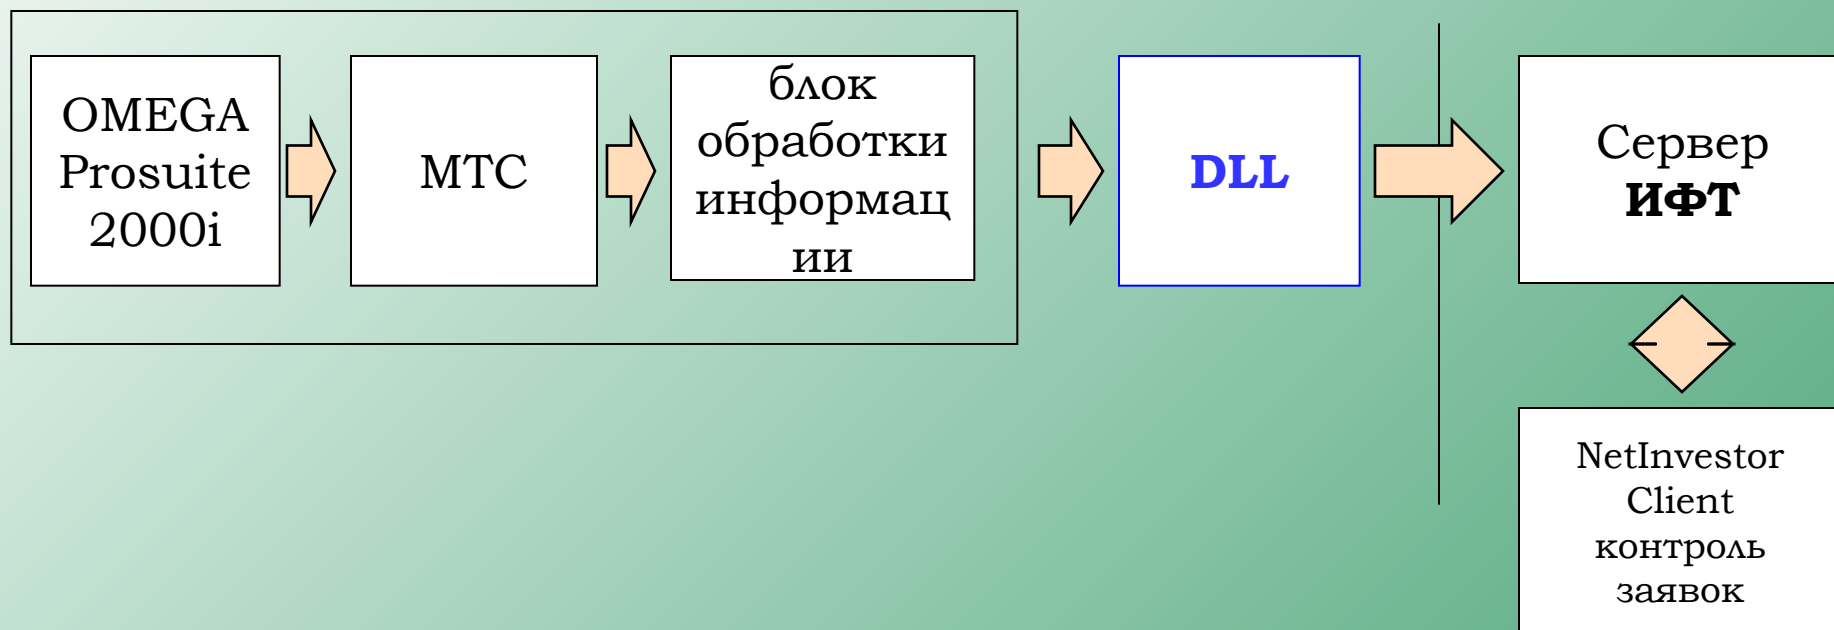 OMEGA
Prosuite
2000i
МТС
блок
обработки
информац
ии
DLL
Сервер
ИФТ
NetInvestor
Client
контроль
заявок